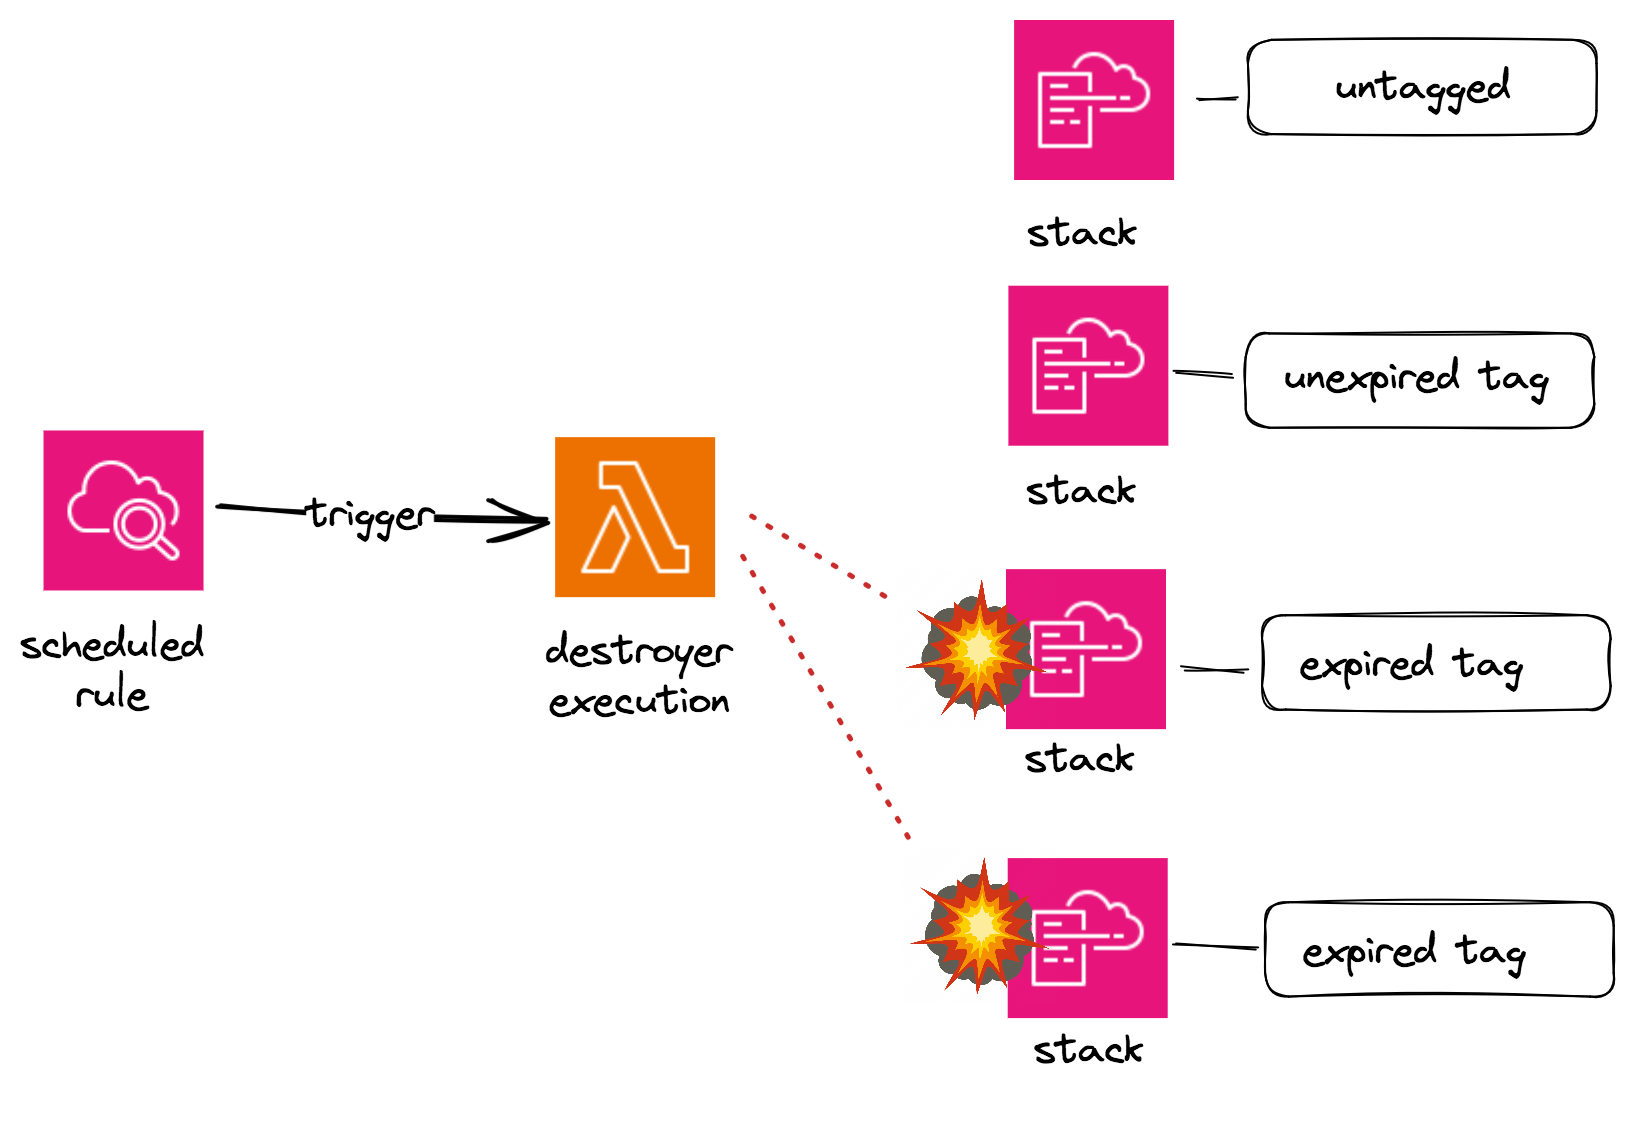 untagged
stack
unexpired tag
stack
trigger
scheduled
rule
destroyer
execution
expired tag
stack
expired tag
stack